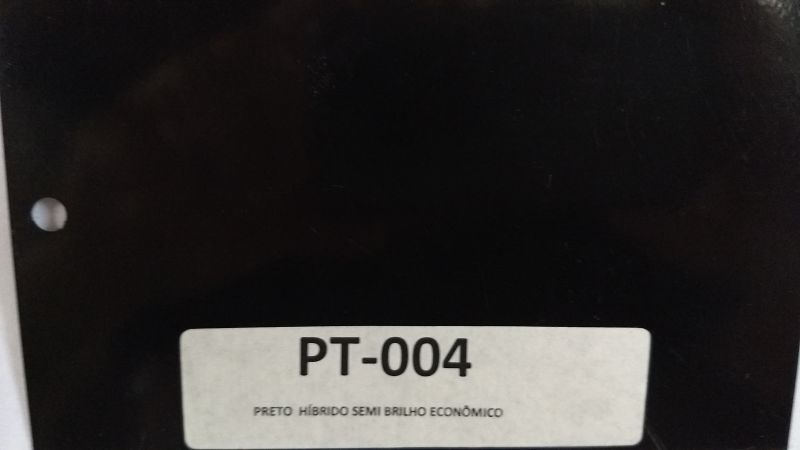 PT-004
PRETO HÍBRIDO SEMI BRILHO ECONÔMICO